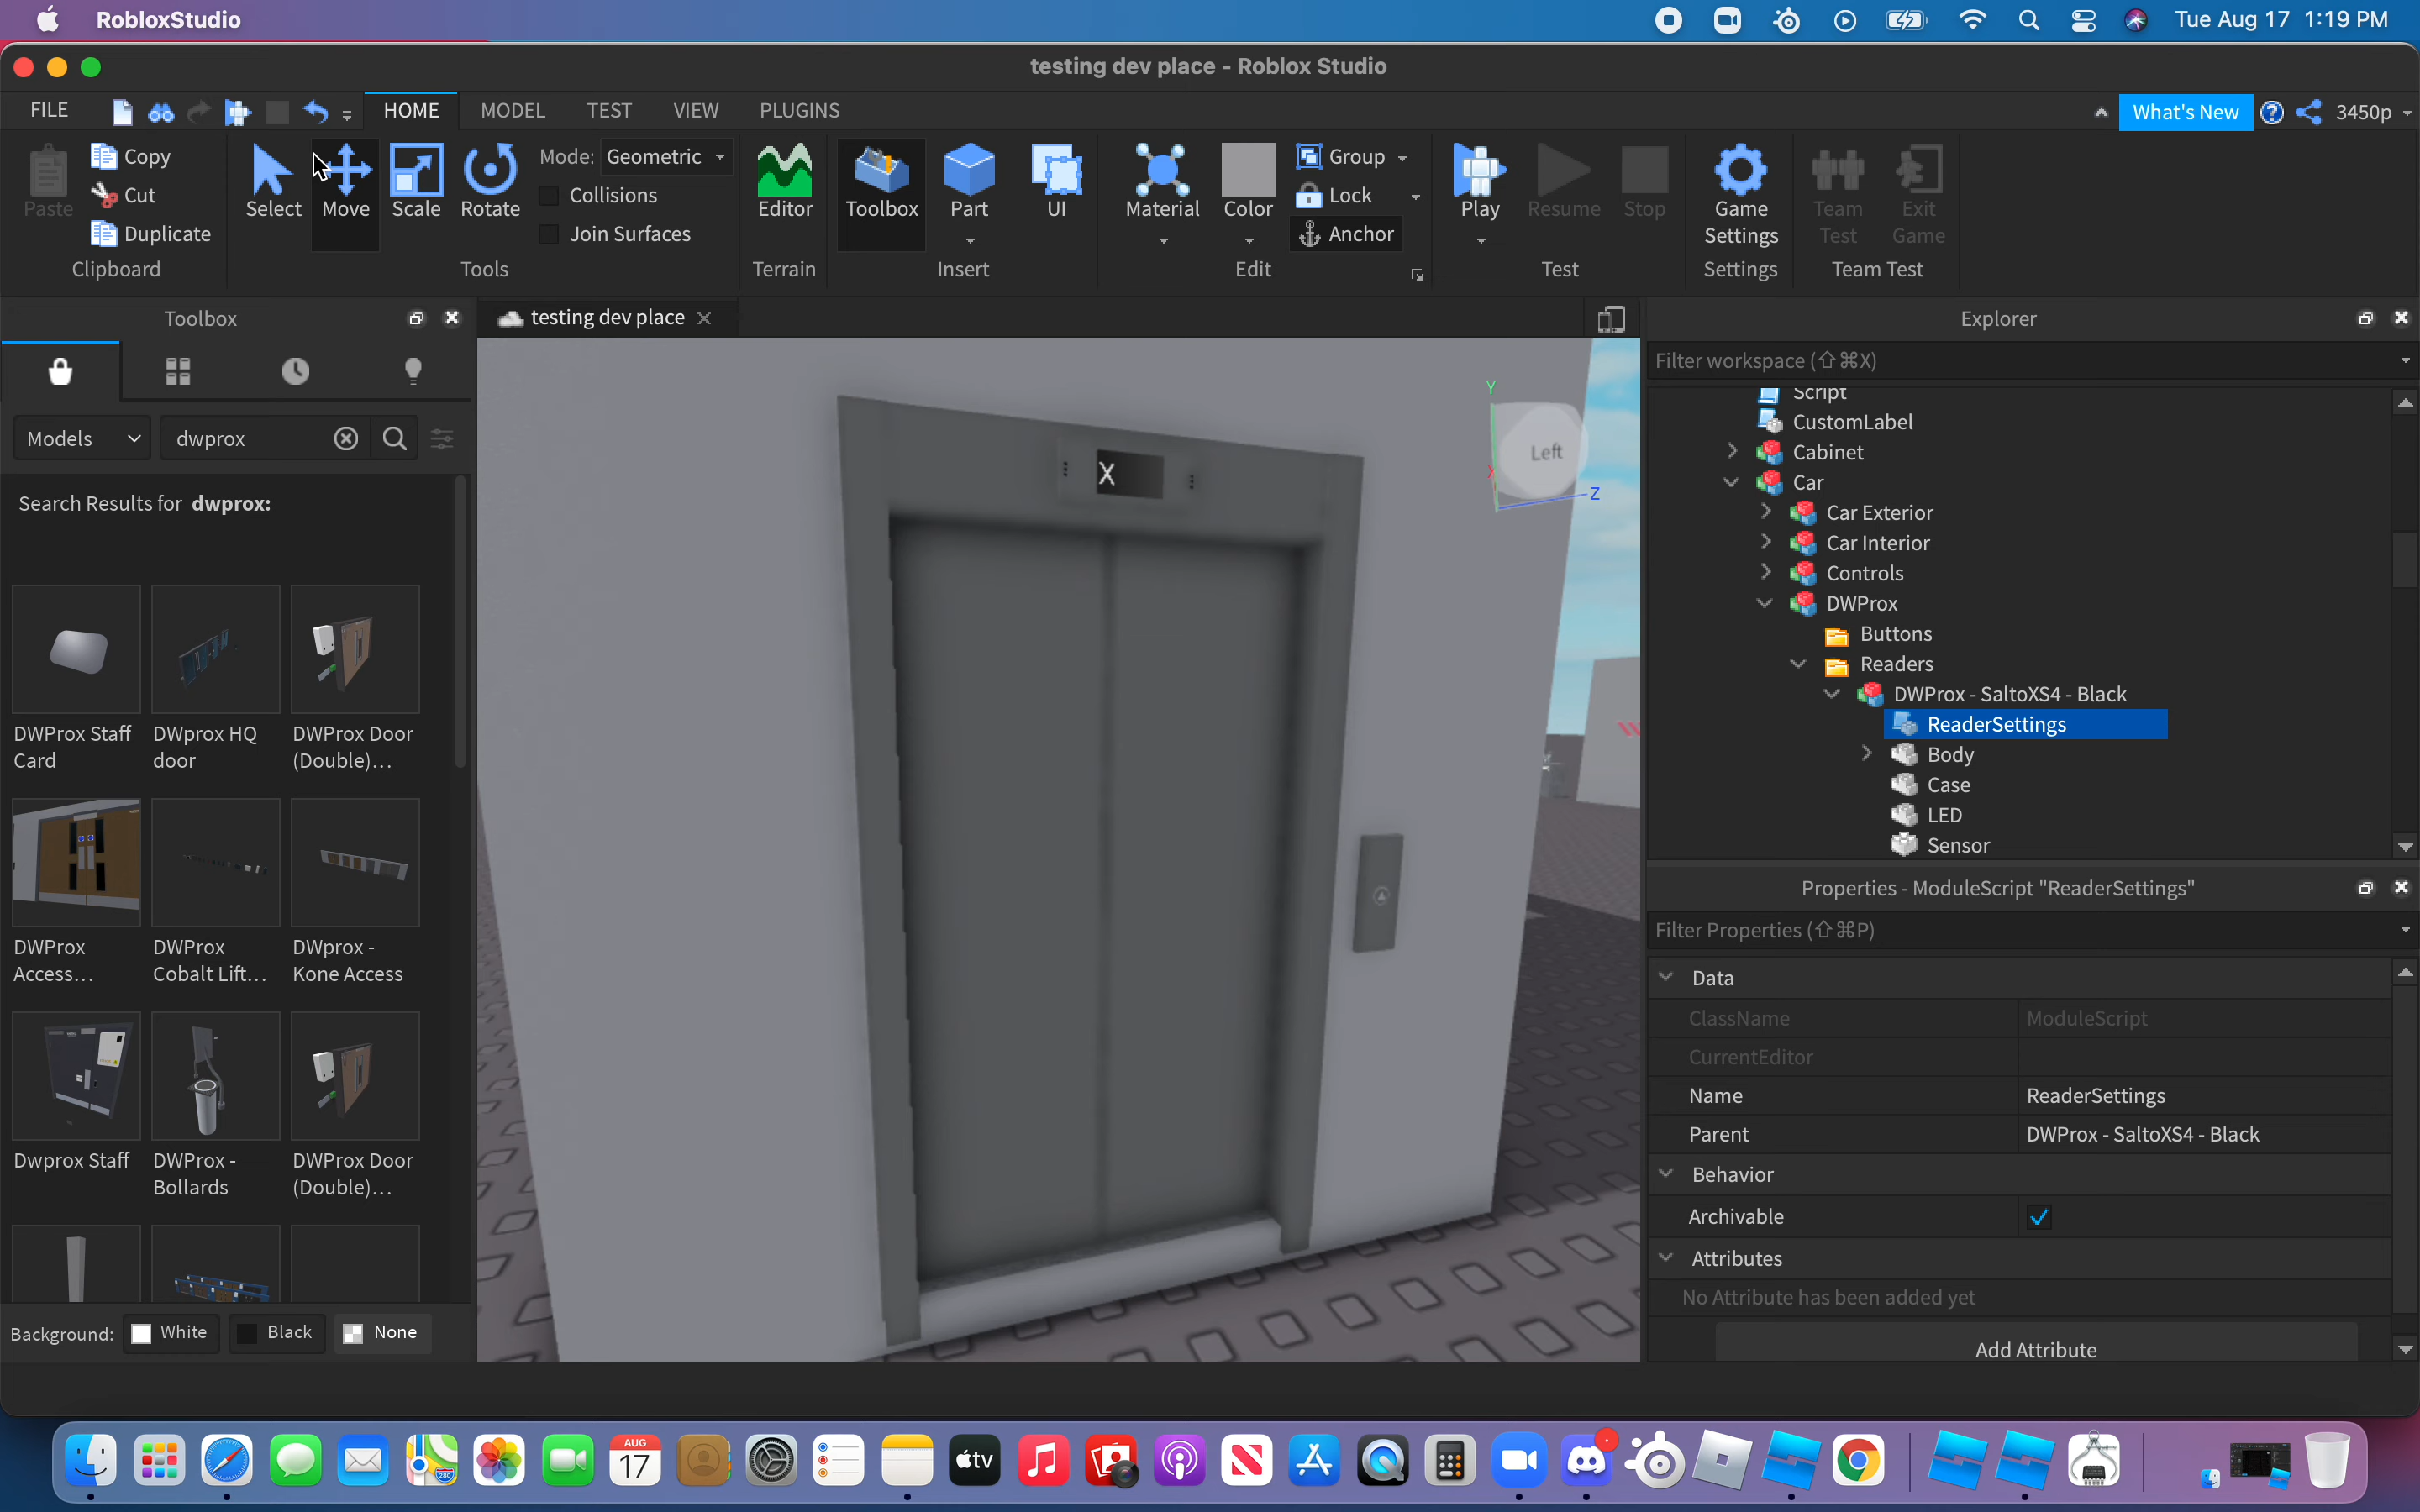 RobloxStudio
Tue Aug 17 1:19 PM
testing dev place - Roblox Studio
FILE
HOME
MODEL
TEST
VIEW
PLUGINS
What's New
3450p
Paste
Copy
Cut
Duplicate
Clipboard
Select
Move
Scale
Rotate
Mode: Geometric
Collisions
Join Surfaces
Tools
Editor
Terrain
Toolbox
Part
UI
Insert
Material
Color
Group
Lock
Anchor
Edit
Play
Resume
Stop
Test
Game Settings
Settings
Team Test
Exit Game
Team Test
Toolbox
testing dev place
Explorer
Models
dwprox
Search Results for dwprox:
DWProx Staff Card
DWprox HQ door
DWProx Door (Double)...
DWProx Access...
DWProx Cobalt Lift...
DWprox - Kone Access
Dwprox Staff
DWProx - Bollards
DWProx Door (Double)...
Background:
White
Black
None
X
Y
Left
X
Z
Filter workspace (⇧⌘X)
Script
CustomLabel
Cabinet
Car
Car Exterior
Car Interior
Controls
DWProx
Buttons
Readers
DWProx - SaltoXS4 - Black
ReaderSettings
Body
Case
LED
Sensor
Properties - ModuleScript "ReaderSettings"
Filter Properties (⇧⌘P)
Data
ClassName ModuleScript
CurrentEditor
Name ReaderSettings
Parent DWProx - SaltoXS4 - Black
Behavior
Archivable
Attributes
No Attribute has been added yet
Add Attribute
AUG
17
tv
280